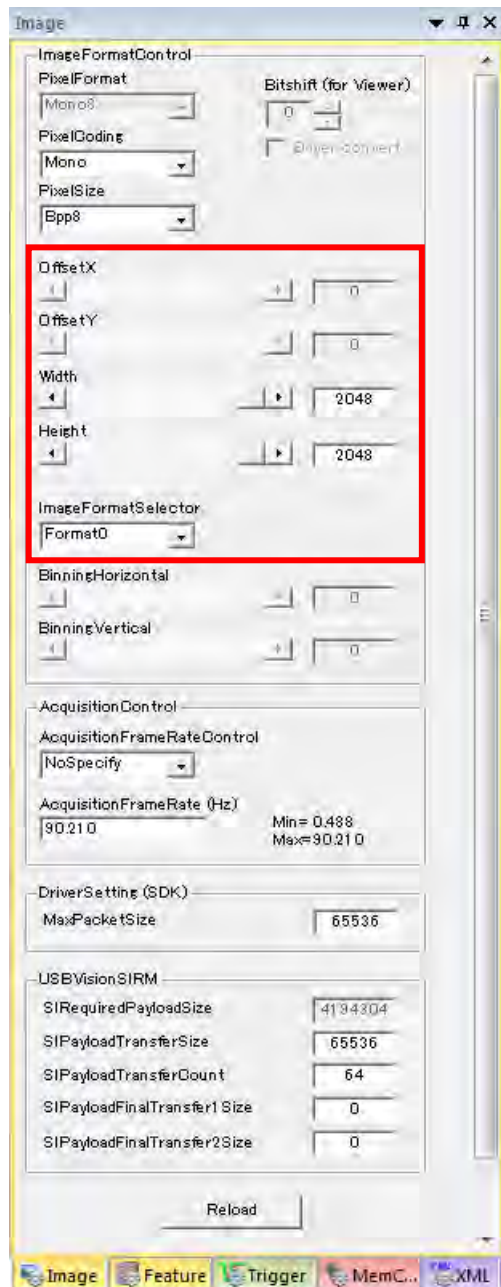 Image
ImageFormatControl
PixelFormat
Bitshift (for Viewer)
Mono8
0
Driver convert
PixelCoding
Mono
PixelSize
Bpp8
OffsetX
0
OffsetY
0
Width
2048
Height
2048
ImageFormatSelector
Format0
BinningHorizontal
0
BinningVertical
0
AcquisitionControl
AcquisitionFrameRateControl
NoSpecify
AcquisitionFrameRate (Hz)
90.210
Min= 0.488
Max=90.210
DriverSetting (SDK)
MaxPacketSize
65536
USBVisionSIRM
SIRequiredPayloadSize
4194304
SIPayloadTransferSize
65536
SIPayloadTransferCount
64
SIPayloadFinalTransfer1Size
0
SIPayloadFinalTransfer2Size
0
Reload
Image
Feature
Trigger
MemC...
XML